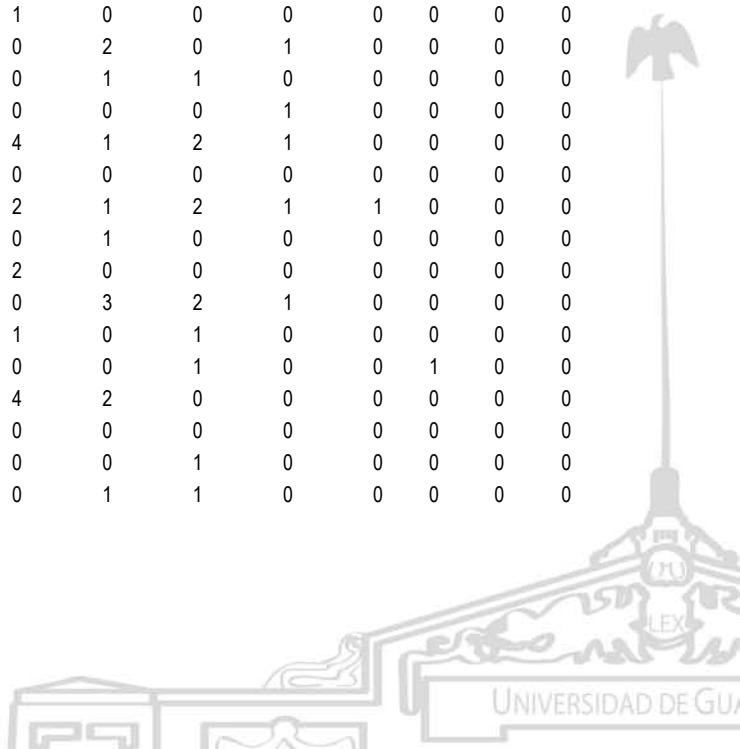 1 0 0 0 0 0 0 0
0 2 0 1 0 0 0 0
0 1 1 0 0 0 0 0
0 0 0 1 0 0 0 0
4 1 2 1 0 0 0 0
0 0 0 0 0 0 0 0
2 1 2 1 1 0 0 0
0 1 0 0 0 0 0 0
2 0 0 0 0 0 0 0
0 3 2 1 0 0 0 0
1 0 1 0 0 0 0 0
0 0 1 0 0 1 0 0
4 2 0 0 0 0 0 0
0 0 0 0 0 0 0 0
0 0 1 0 0 0 0 0
0 1 1 0 0 0 0 0
LEX
UNIVERSIDAD DE GUA